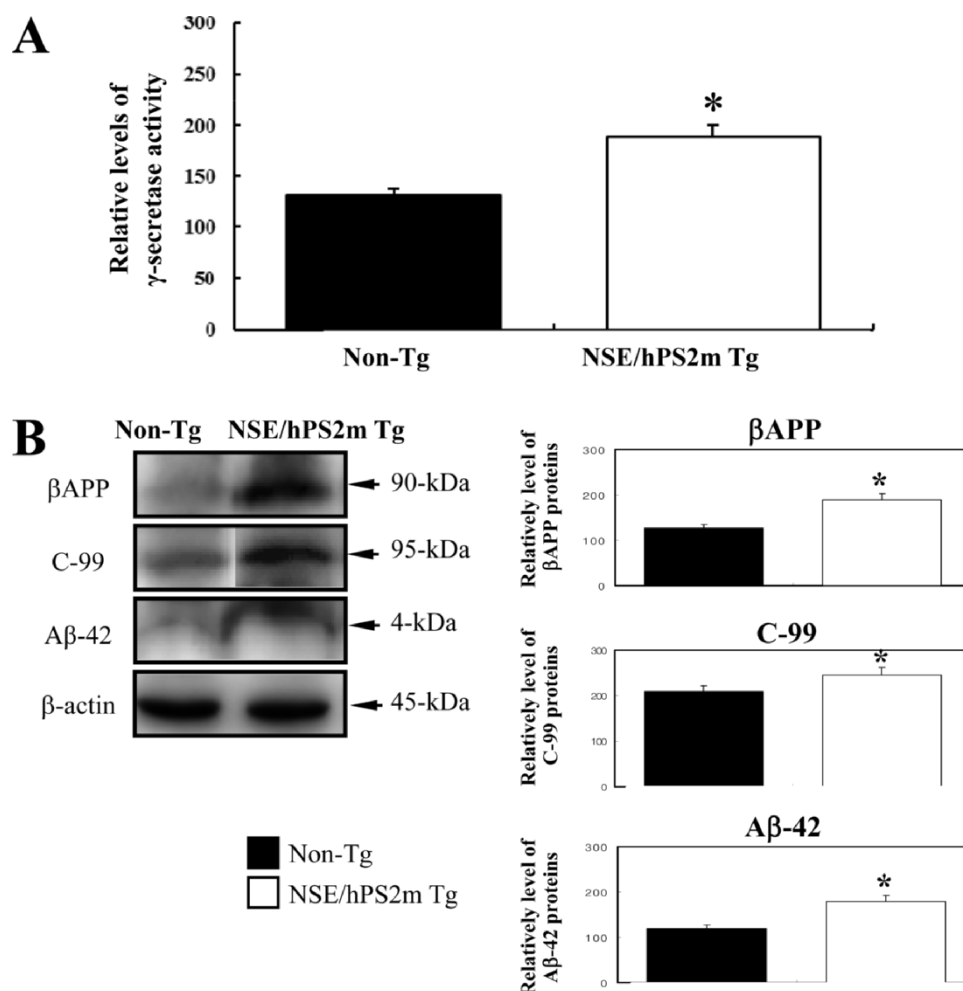 A
300
250
200
150
100
50
0
Relative levels of
γ-secretase activity
*
Non-Tg
NSE/hPS2m Tg
B
Non-Tg
NSE/hPS2m Tg
βAPP
90-kDa
C-99
95-kDa
Aβ-42
4-kDa
β-actin
45-kDa
Non-Tg
NSE/hPS2m Tg
βAPP
Relatively level of
βAPP proteins
300
200
100
0
*
C-99
Relatively level of
C-99 proteins
300
200
100
0
*
Aβ-42
Relatively level of
Aβ-42 proteins
300
200
100
0
*